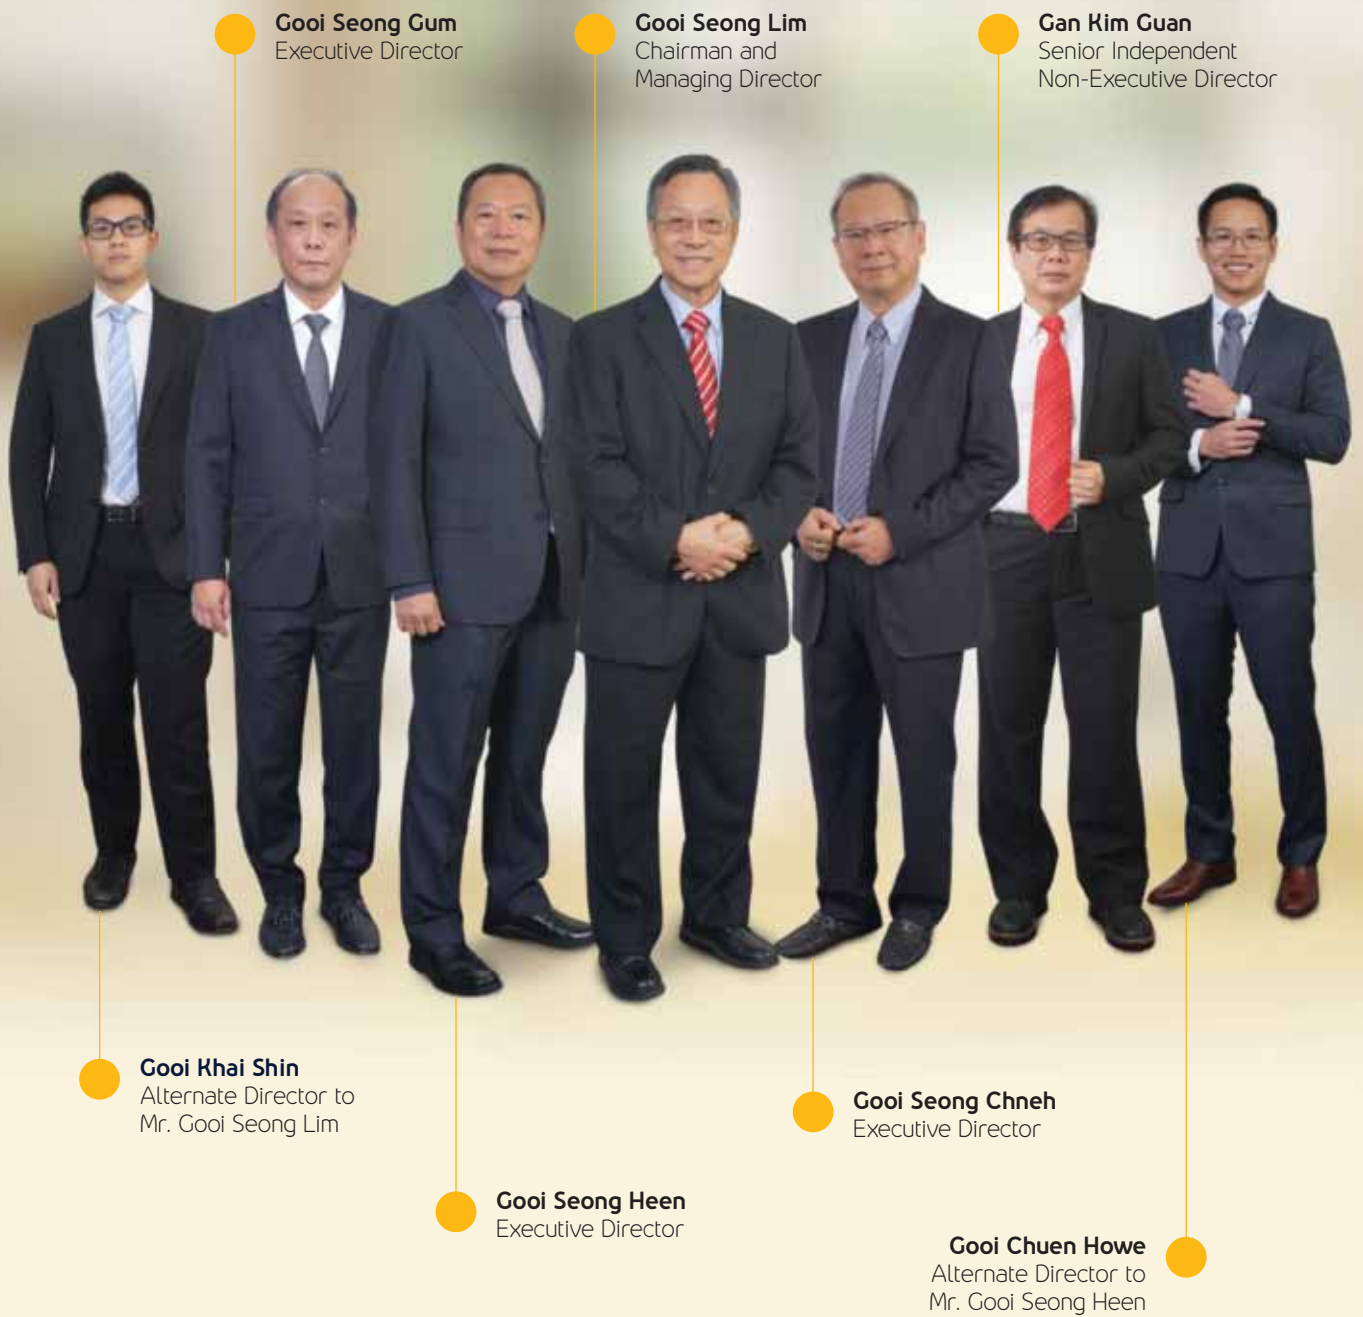 Gooi Seong Gum
Executive Director
Gooi Seong Lim
Chairman and
Managing Director
Gan Kim Guan
Senior Independent
Non-Executive Director
Gooi Khai Shin
Alternate Director to
Mr. Gooi Seong Lim
Gooi Seong Heen
Executive Director
Gooi Seong Chneh
Executive Director
Gooi Chuen Howe
Alternate Director to
Mr. Gooi Seong Heen